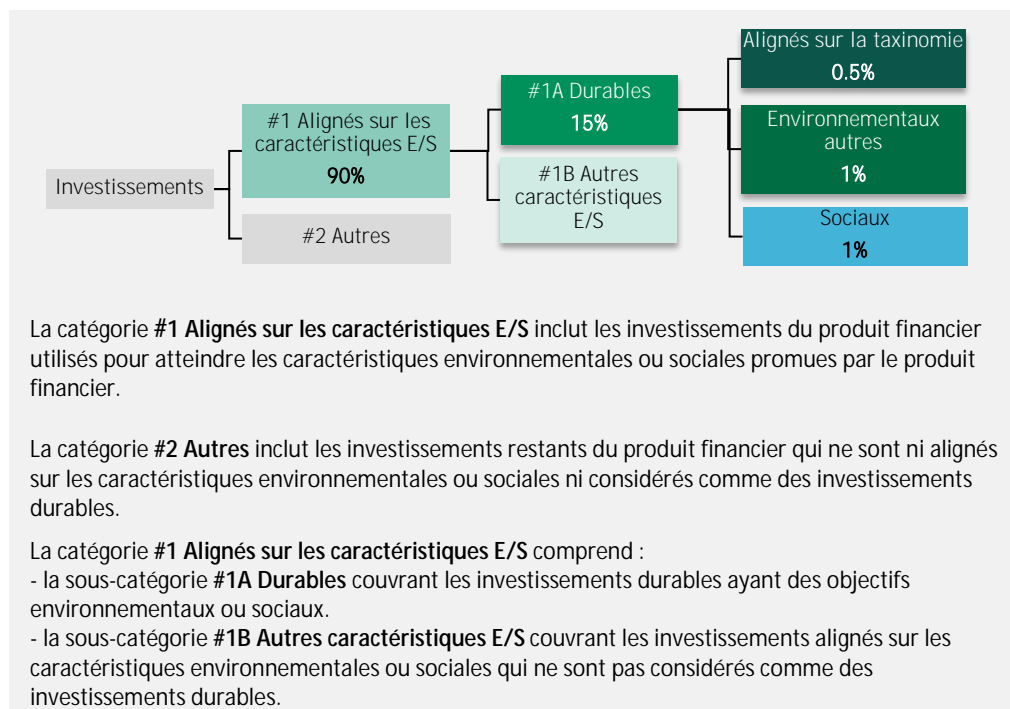 Investissements
#1 Alignés sur les
caractéristiques E/S
90%
#2 Autres
#1A Durables
15%
#1B Autres
caractéristiques
E/S
Alignés sur la taxinomie
0.5%
Environnementaux
autres
1%
Sociaux
1%
La catégorie #1 Alignés sur les caractéristiques E/S inclut les investissements du produit financier
utilisés pour atteindre les caractéristiques environnementales ou sociales promues par le produit
financier.
La catégorie #2 Autres inclut les investissements restants du produit financier qui ne sont ni alignés
sur les caractéristiques environnementales ou sociales ni considérés comme des investissements
durables.
La catégorie #1 Alignés sur les caractéristiques E/S comprend :
- la sous-catégorie #1A Durables couvrant les investissements durables ayant des objectifs
environnementaux ou sociaux.
- la sous-catégorie #1B Autres caractéristiques E/S couvrant les investissements alignés sur les
caractéristiques environnementales ou sociales qui ne sont pas considérés comme des
investissements durables.